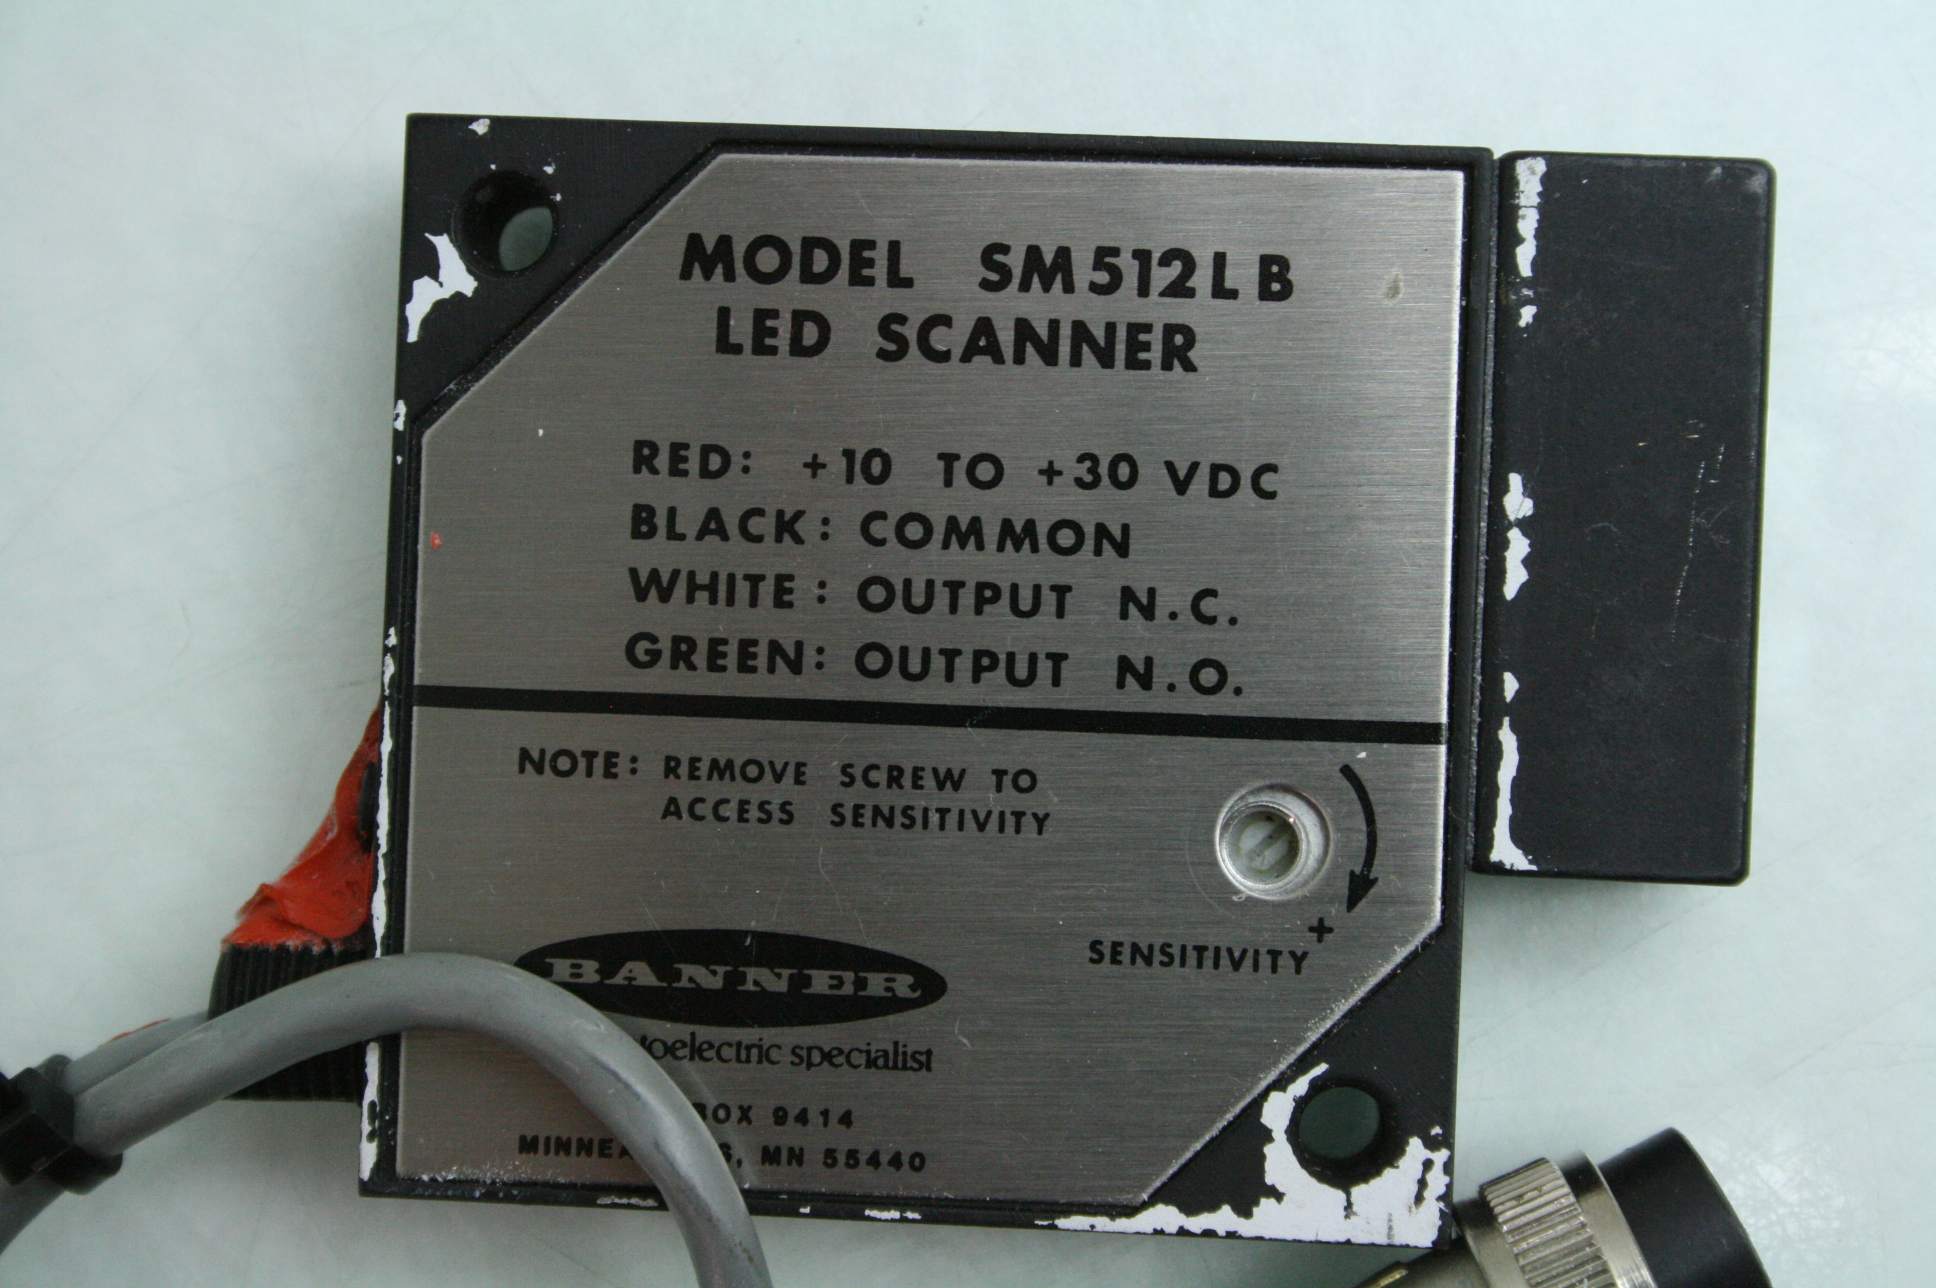 MODEL SM512LB
LED SCANNER
RED: +10 TO +30 VDC
BLACK: COMMON
WHITE: OUTPUT N.C.
GREEN: OUTPUT N.O.
NOTE: REMOVE SCREW TO
ACCESS SENSITIVITY
+
SENSITIVITY
BANNER
specialist
BOX 9414
MN 55440